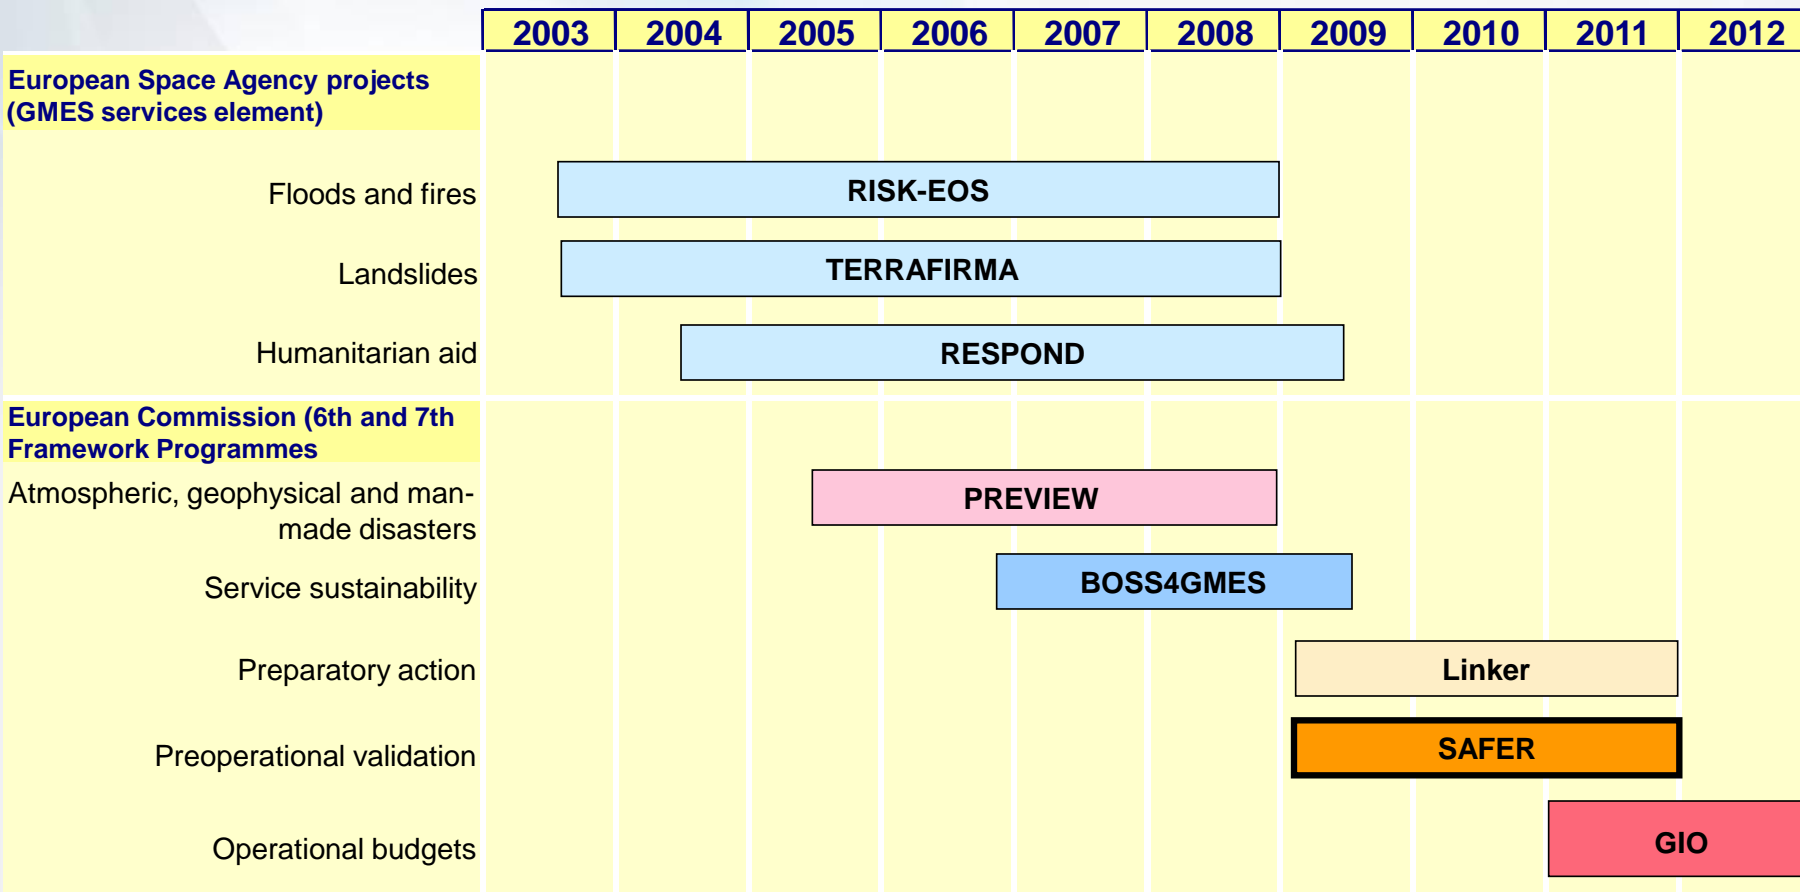 2003 2004 2005 2006 2007 2008 2009 2010 2011 2012
European Space Agency projects
(GMES services element)
Floods and fires RISK-EOS
Landslides TERRAFIRMA
Humanitarian aid RESPOND
European Commission (6th and 7th
Framework Programmes
Atmospheric, geophysical and man-
made disasters
PREVIEW
Service sustainability BOSS4GMES
Preparatory action Linker
Preoperational validation SAFER
Operational budgets GIO